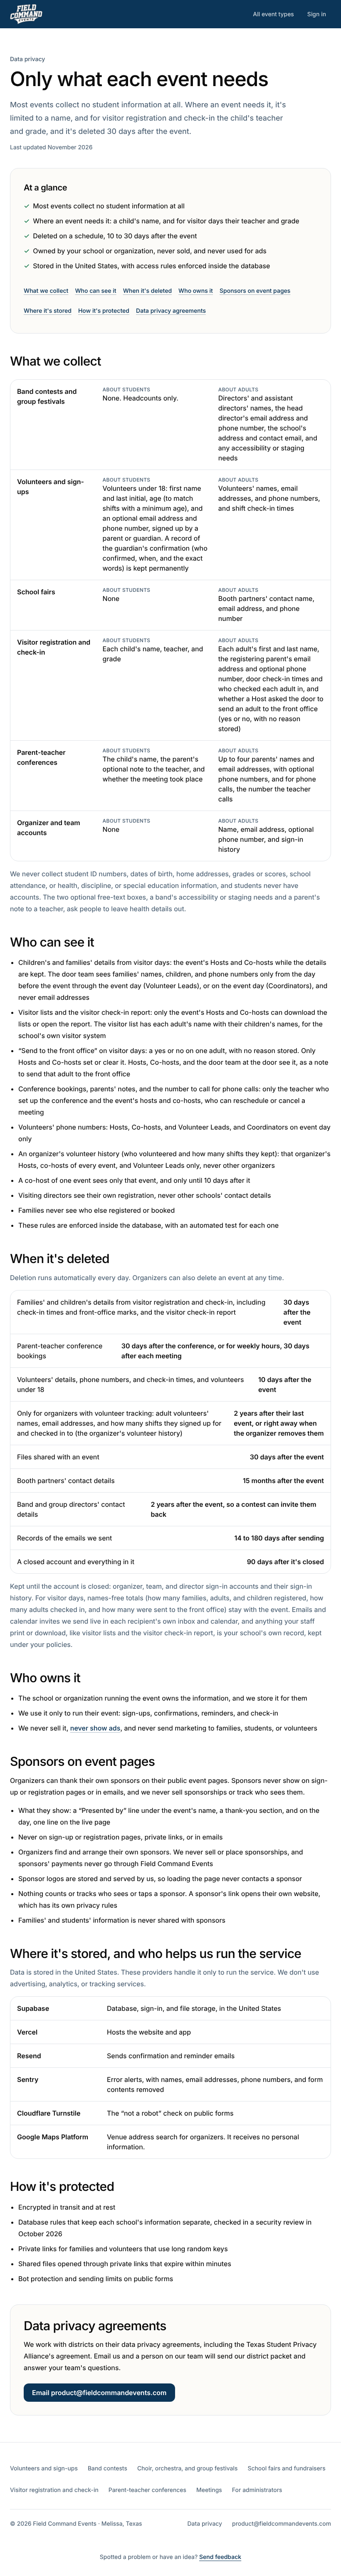 FIELD
COMMAND
EVENTS
All event types
Sign in
Data privacy
Only what each event needs
Most events collect no student information at all. Where an event needs it, it's
limited to a name, and for visitor registration and check-in the child's teacher
and grade, and it's deleted 30 days after the event.
Last updated November 2026
At a glance
✓ Most events collect no student information at all
✓ Where an event needs it: a child's name, and for visitor days their teacher and grade
✓ Deleted on a schedule, 10 to 30 days after the event
✓ Owned by your school or organization, never sold, and never used for ads
✓ Stored in the United States, with access rules enforced inside the database
What we collect Who can see it When it's deleted Who owns it Sponsors on event pages
Where it's stored How it's protected Data privacy agreements
What we collect
Band contests and
group festivals
ABOUT STUDENTS
None. Headcounts only.
ABOUT ADULTS
Directors' and assistant
directors' names, the head
director's email address and
phone number, the school's
address and contact email, and
any accessibility or staging
needs
Volunteers and sign-
ups
ABOUT STUDENTS
Volunteers under 18: first name
and last initial, age (to match
shifts with a minimum age), and
an optional email address and
phone number, signed up by a
parent or guardian. A record of
the guardian's confirmation (who
confirmed, when, and the exact
words) is kept permanently
ABOUT ADULTS
Volunteers' names, email
addresses, and phone numbers,
and shift check-in times
School fairs
ABOUT STUDENTS
None
ABOUT ADULTS
Booth partners' contact name,
email address, and phone
number
Visitor registration and
check-in
ABOUT STUDENTS
Each child's name, teacher, and
grade
ABOUT ADULTS
Each adult's first and last name,
the registering parent's email
address and optional phone
number, door check-in times and
who checked each adult in, and
whether a Host asked the door to
send an adult to the front office
(yes or no, with no reason
stored)
Parent-teacher
conferences
ABOUT STUDENTS
The child's name, the parent's
optional note to the teacher, and
whether the meeting took place
ABOUT ADULTS
Up to four parents' names and
email addresses, with optional
phone numbers, and for phone
calls, the number the teacher
calls
Organizer and team
accounts
ABOUT STUDENTS
None
ABOUT ADULTS
Name, email address, optional
phone number, and sign-in
history
We never collect student ID numbers, dates of birth, home addresses, grades or scores, school
attendance, or health, discipline, or special education information, and students never have
accounts. The two optional free-text boxes, a band's accessibility or staging needs and a parent's
note to a teacher, ask people to leave health details out.
Who can see it
• Children's and families' details from visitor days: the event's Hosts and Co-hosts while the details
are kept. The door team sees families' names, children, and phone numbers only from the day
before the event through the event day (Volunteer Leads), or on the event day (Coordinators), and
never email addresses
• Visitor lists and the visitor check-in report: only the event's Hosts and Co-hosts can download the
lists or open the report. The visitor list has each adult's name with their children's names, for the
school's own visitor system
• "Send to the front office" on visitor days: a yes or no on one adult, with no reason stored. Only
Hosts and Co-hosts set or clear it. Hosts, Co-hosts, and the door team at the door see it, as a note
to send that adult to the front office
• Conference bookings, parents' notes, and the number to call for phone calls: only the teacher who
set up the conference and the event's hosts and co-hosts, who can reschedule or cancel a
meeting
• Volunteers' phone numbers: Hosts, Co-hosts, and Volunteer Leads, and Coordinators on event day
only
• An organizer's volunteer history (who volunteered and how many shifts they kept): that organizer's
Hosts, co-hosts of every event, and Volunteer Leads only, never other organizers
• A co-host of one event sees only that event, and only until 10 days after it
• Visiting directors see their own registration, never other schools' contact details
• Families never see who else registered or booked
• These rules are enforced inside the database, with an automated test for each one
When it's deleted
Deletion runs automatically every day. Organizers can also delete an event at any time.
Families' and children's details from visitor registration and check-in, including
check-in times and front-office marks, and the visitor check-in report
30 days
after the
event
Parent-teacher conference
bookings
30 days after the conference, or for weekly hours, 30 days
after each meeting
Volunteers' details, phone numbers, and check-in times, and volunteers
under 18
10 days after the
event
Only for organizers with volunteer tracking: adult volunteers'
names, email addresses, and how many shifts they signed up for
and checked in to (the organizer's volunteer history)
2 years after their last
event, or right away when
the organizer removes them
Files shared with an event
30 days after the event
Booth partners' contact details
15 months after the event
Band and group directors' contact
details
2 years after the event, so a contest can invite them
back
Records of the emails we sent
14 to 180 days after sending
A closed account and everything in it
90 days after it's closed
Kept until the account is closed: organizer, team, and director sign-in accounts and their sign-in
history. For visitor days, names-free totals (how many families, adults, and children registered, how
many adults checked in, and how many were sent to the front office) stay with the event. Emails and
calendar invites we send live in each recipient's own inbox and calendar, and anything your staff
print or download, like visitor lists and the visitor check-in report, is your school's own record, kept
under your policies.
Who owns it
• The school or organization running the event owns the information, and we store it for them
• We use it only to run their event: sign-ups, confirmations, reminders, and check-in
• We never sell it, never show ads, and never send marketing to families, students, or volunteers
Sponsors on event pages
Organizers can thank their own sponsors on their public event pages. Sponsors never show on sign-
up or registration pages or in emails, and we never sell sponsorships or track who sees them.
• What they show: a "Presented by" line under the event's name, a thank-you section, and on the
day, one line on the live page
• Never on sign-up or registration pages, private links, or in emails
• Organizers find and arrange their own sponsors. We never sell or place sponsorships, and
sponsors' payments never go through Field Command Events
• Sponsor logos are stored and served by us, so loading the page never contacts a sponsor
• Nothing counts or tracks who sees or taps a sponsor. A sponsor's link opens their own website,
which has its own privacy rules
• Families' and students' information is never shared with sponsors
Where it's stored, and who helps us run the service
Data is stored in the United States. These providers handle it only to run the service. We don't use
advertising, analytics, or tracking services.
Supabase
Database, sign-in, and file storage, in the United States
Vercel
Hosts the website and app
Resend
Sends confirmation and reminder emails
Sentry
Error alerts, with names, email addresses, phone numbers, and form
contents removed
Cloudflare Turnstile
The "not a robot" check on public forms
Google Maps Platform
Venue address search for organizers. It receives no personal
information.
How it's protected
• Encrypted in transit and at rest
• Database rules that keep each school's information separate, checked in a security review in
October 2026
• Private links for families and volunteers that use long random keys
• Shared files opened through private links that expire within minutes
• Bot protection and sending limits on public forms
Data privacy agreements
We work with districts on their data privacy agreements, including the Texas Student Privacy
Alliance's agreement. Email us and a person on our team will send our district packet and
answer your team's questions.
Email product@fieldcommandevents.com
Volunteers and sign-ups Band contests Choir, orchestra, and group festivals School fairs and fundraisers
Visitor registration and check-in Parent-teacher conferences Meetings For administrators
© 2026 Field Command Events · Melissa, Texas
Data privacy product@fieldcommandevents.com
Spotted a problem or have an idea? Send feedback